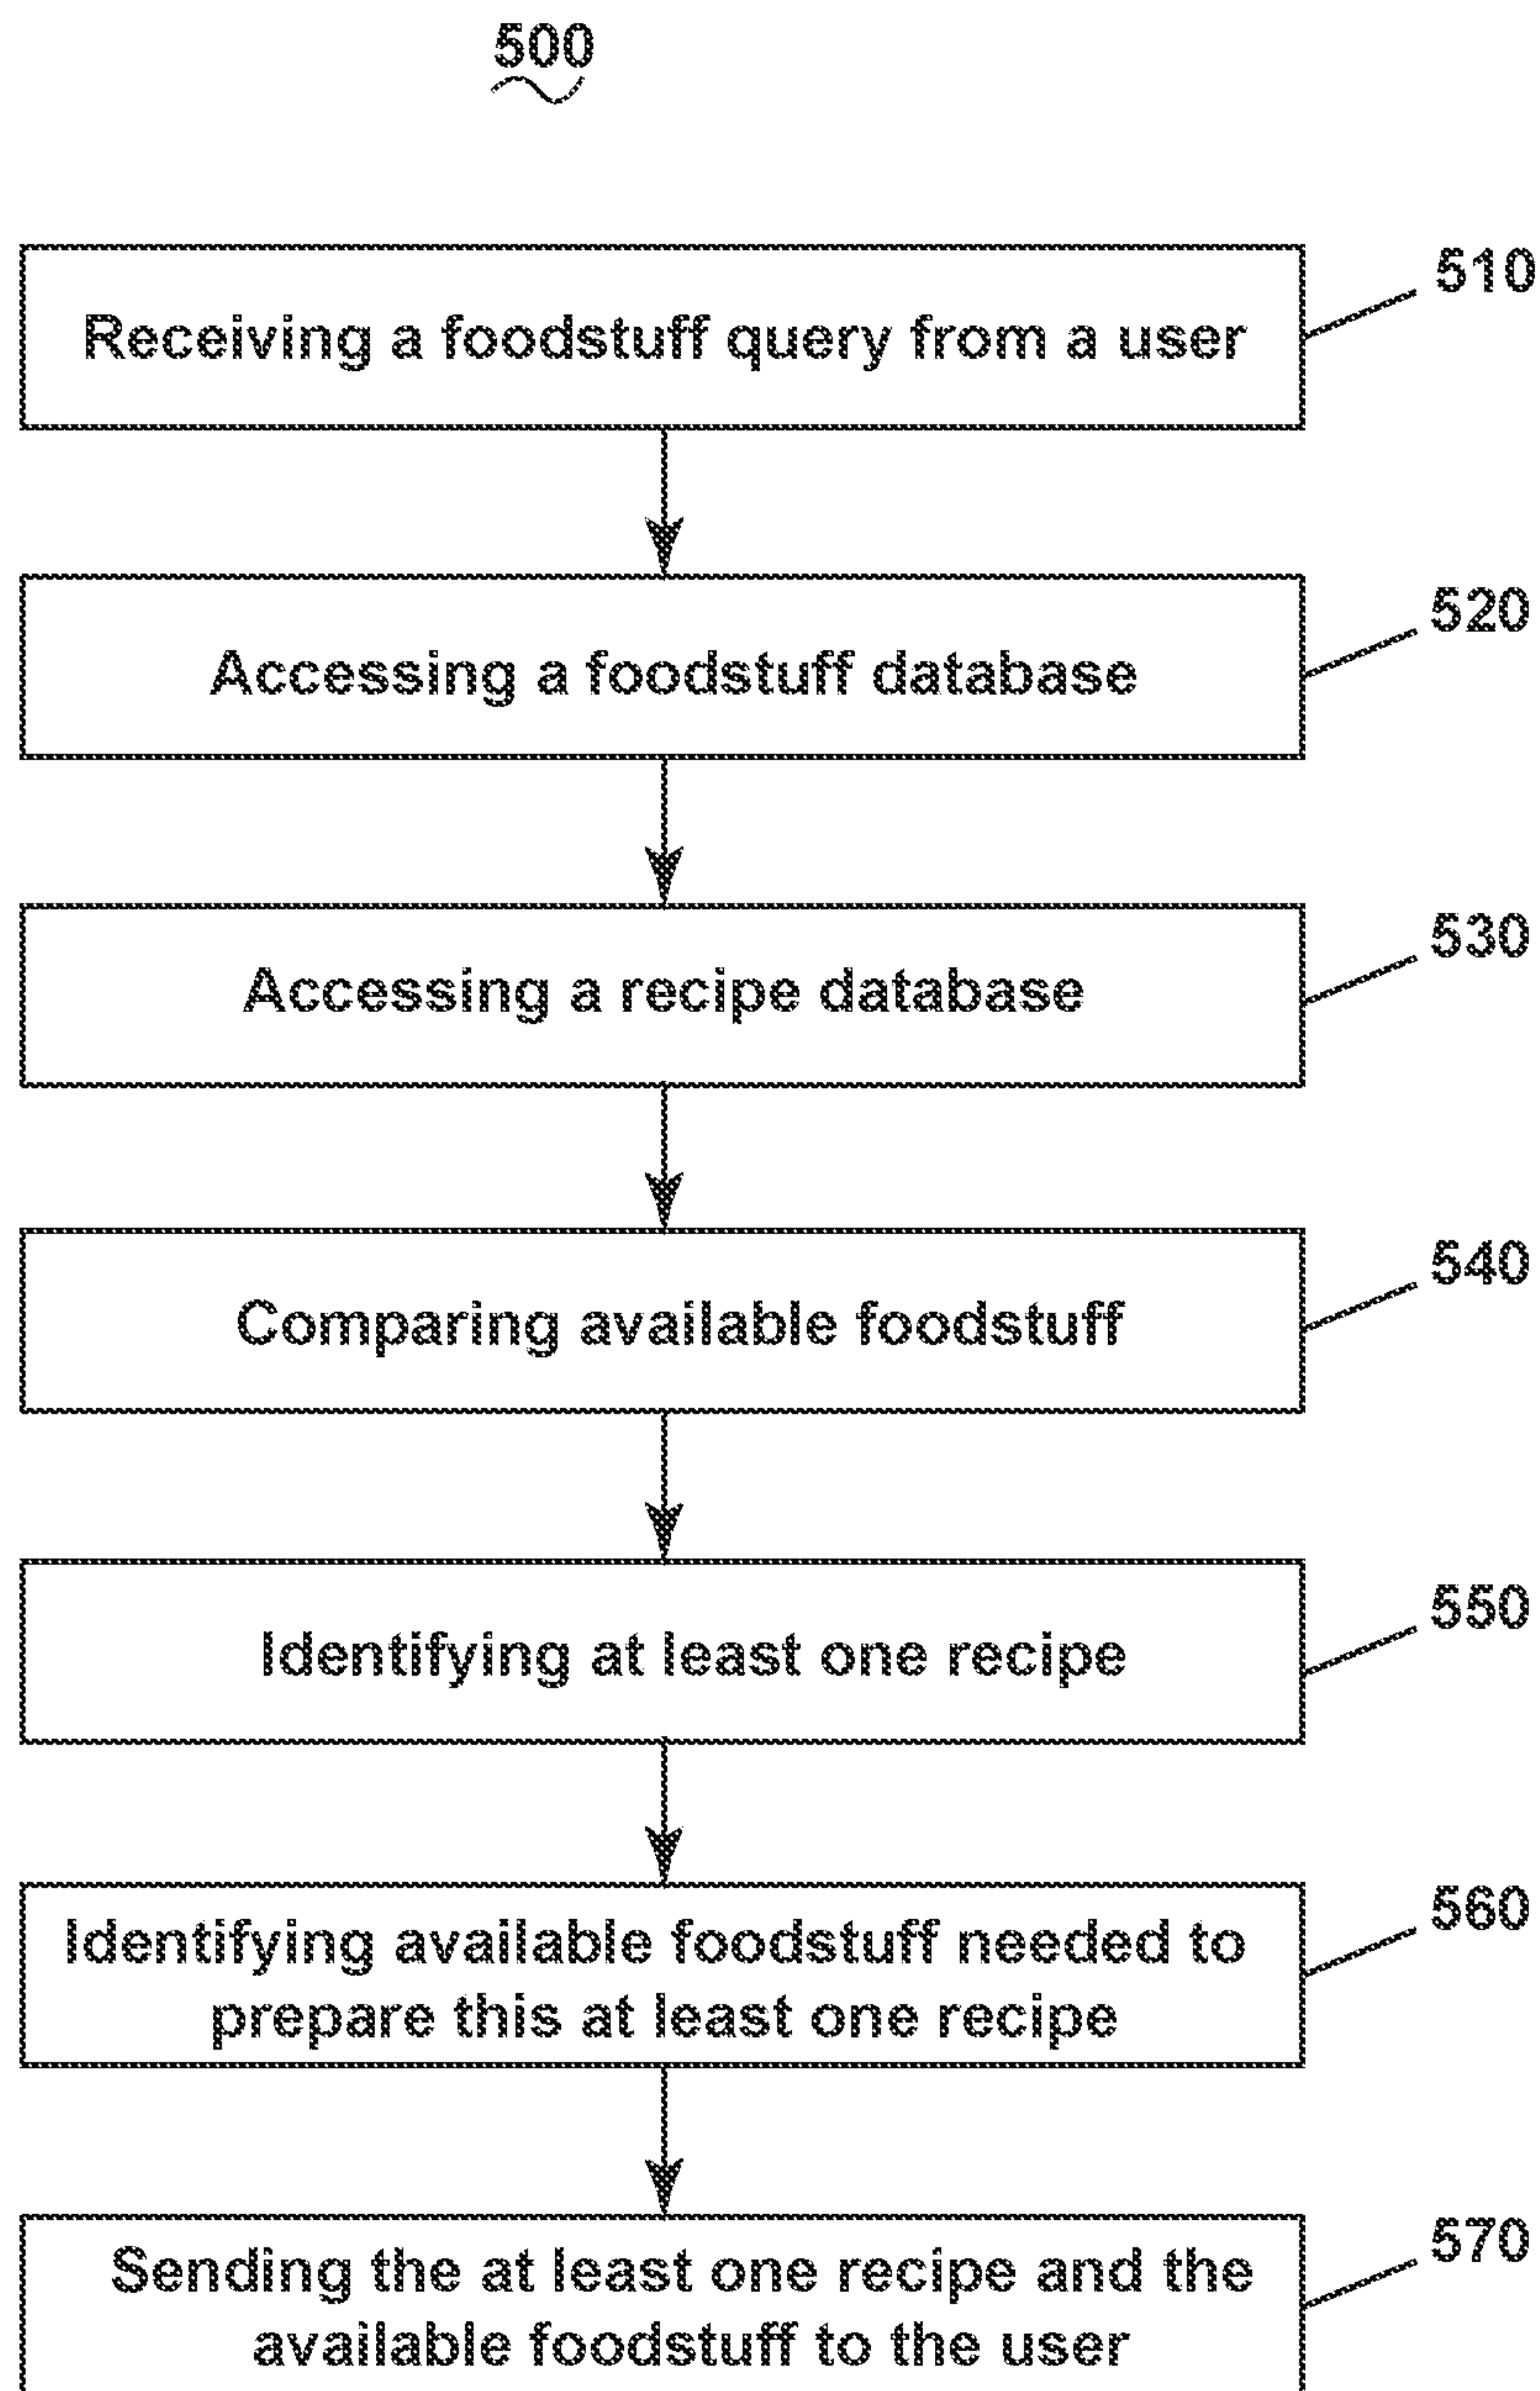 500
Receiving a foodstuff query from a user
510
Accessing a foodstuff database
520
Accessing a recipe database
530
Comparing available foodstuff
540
Identifying at least one recipe
550
Identifying available foodstuff needed to
prepare this at least one recipe
560
Sending the at least one recipe and the
available foodstuff to the user
570